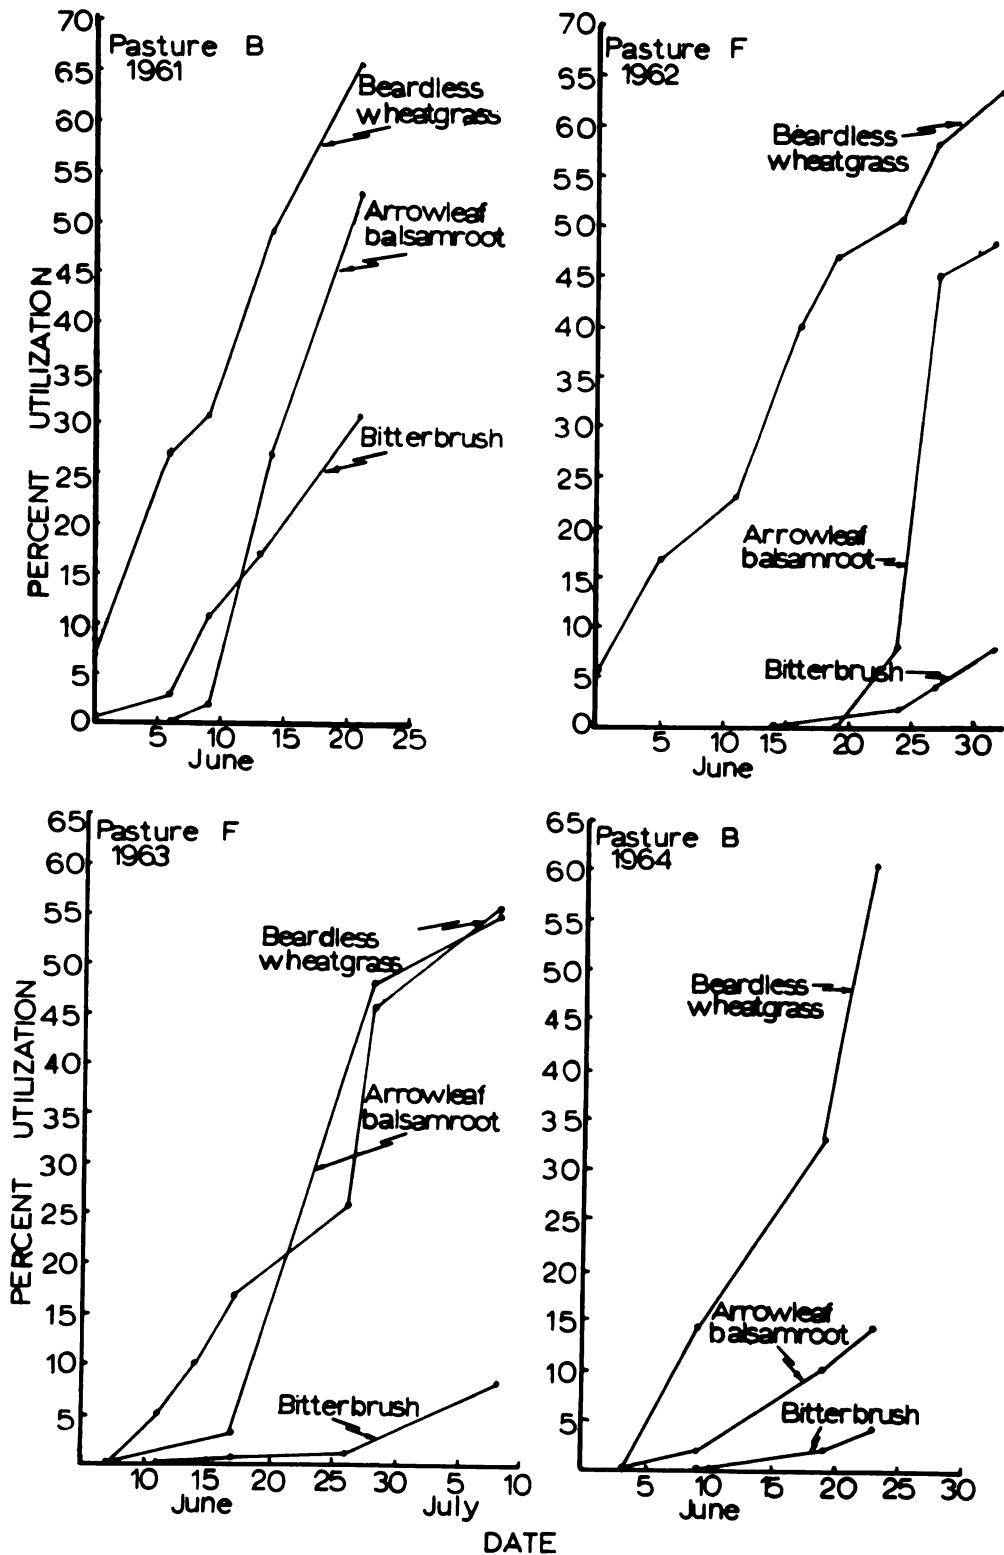 PERCENT UTILIZATION
Pasture B
1961
70
65
60
55
50
45
40
35
30
25
20
15
10
5
0
Beardless
wheatgrass
Arrowleaf
balsamroot
Bitterbrush
5 10 15 20 25
June
Pasture F
1962
70
65
60
55
50
45
40
35
30
25
20
15
10
5
0
Beardless
wheatgrass
Arrowleaf
balsamroot
Bitterbrush
5 10 15 20 25 30
June
PERCENT UTILIZATION
Pasture F
1963
65
60
55
50
45
40
35
30
25
20
15
10
5
Beardless
wheatgrass
Arrowleaf
balsamroot
Bitterbrush
10 15 20 25 30 5 10
June July
Pasture B
1964
65
60
55
50
45
40
35
30
25
20
15
10
5
Beardless
wheatgrass
Arrowleaf
balsamroot
Bitterbrush
5 10 15 20 25 30
June
DATE